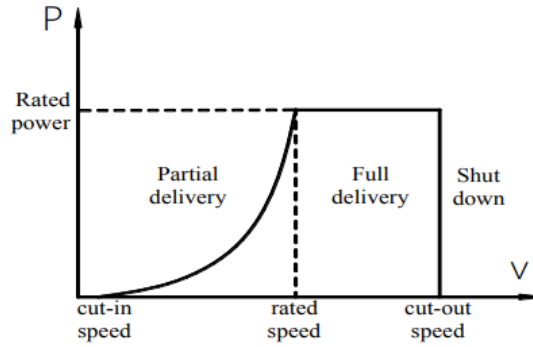 P
Rated
power
Partial
delivery
Full
delivery
Shut
down
V
cut-in
speed
rated
speed
cut-out
speed